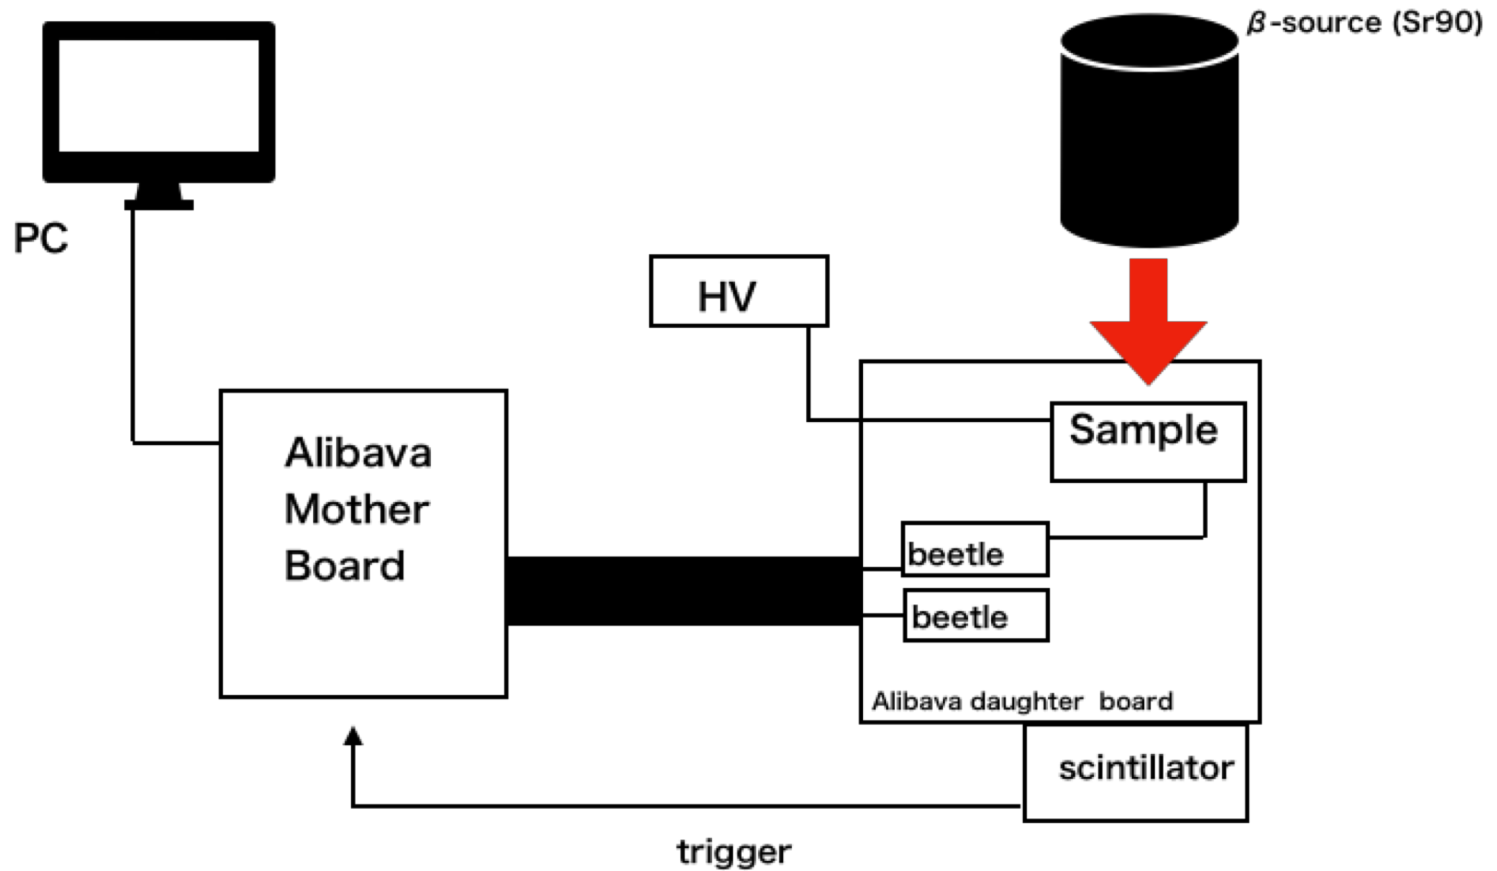 β-source (Sr90)
PC
HV
Sample
Alibava
Mother
Board
beetle
beetle
Alibava daughter board
scintillator
trigger